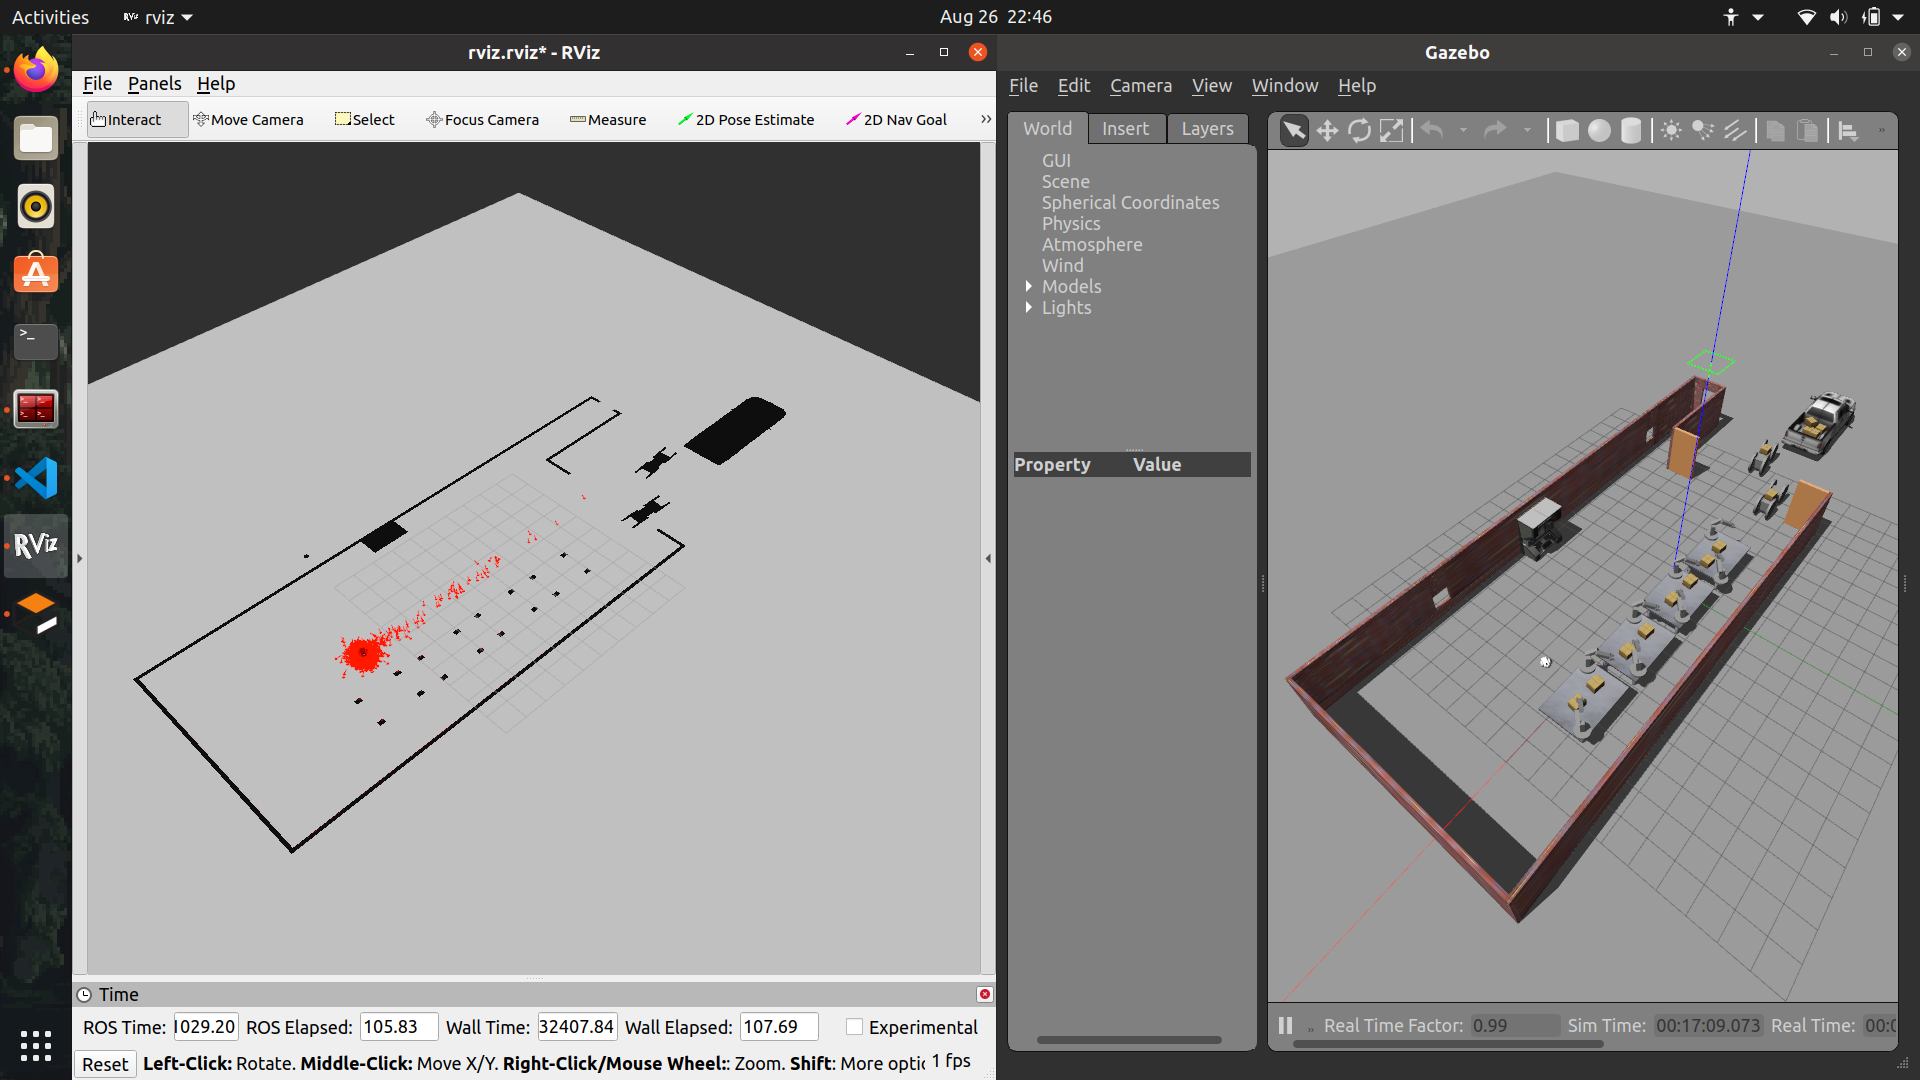 Activities
RViz rviz
Aug 26 22:46
rviz.rviz* - RViz
File Panels Help
Interact Move Camera Select Focus Camera Measure 2D Pose Estimate 2D Nav Goal »
Time
ROS Time: 1029.20 ROS Elapsed: 105.83 Wall Time: 32407.84 Wall Elapsed: 107.69 Experimental
Reset Left-Click: Rotate. Middle-Click: Move X/Y. Right-Click/Mouse Wheel:: Zoom. Shift: More optic 1 fps
RViz
Gazebo
File Edit Camera View Window Help
World Insert Layers
GUI
Scene
Spherical Coordinates
Physics
Atmosphere
Wind
Models
Lights
Property Value
» Real Time Factor: 0.99 Sim Time: 00:17:09.073 Real Time: